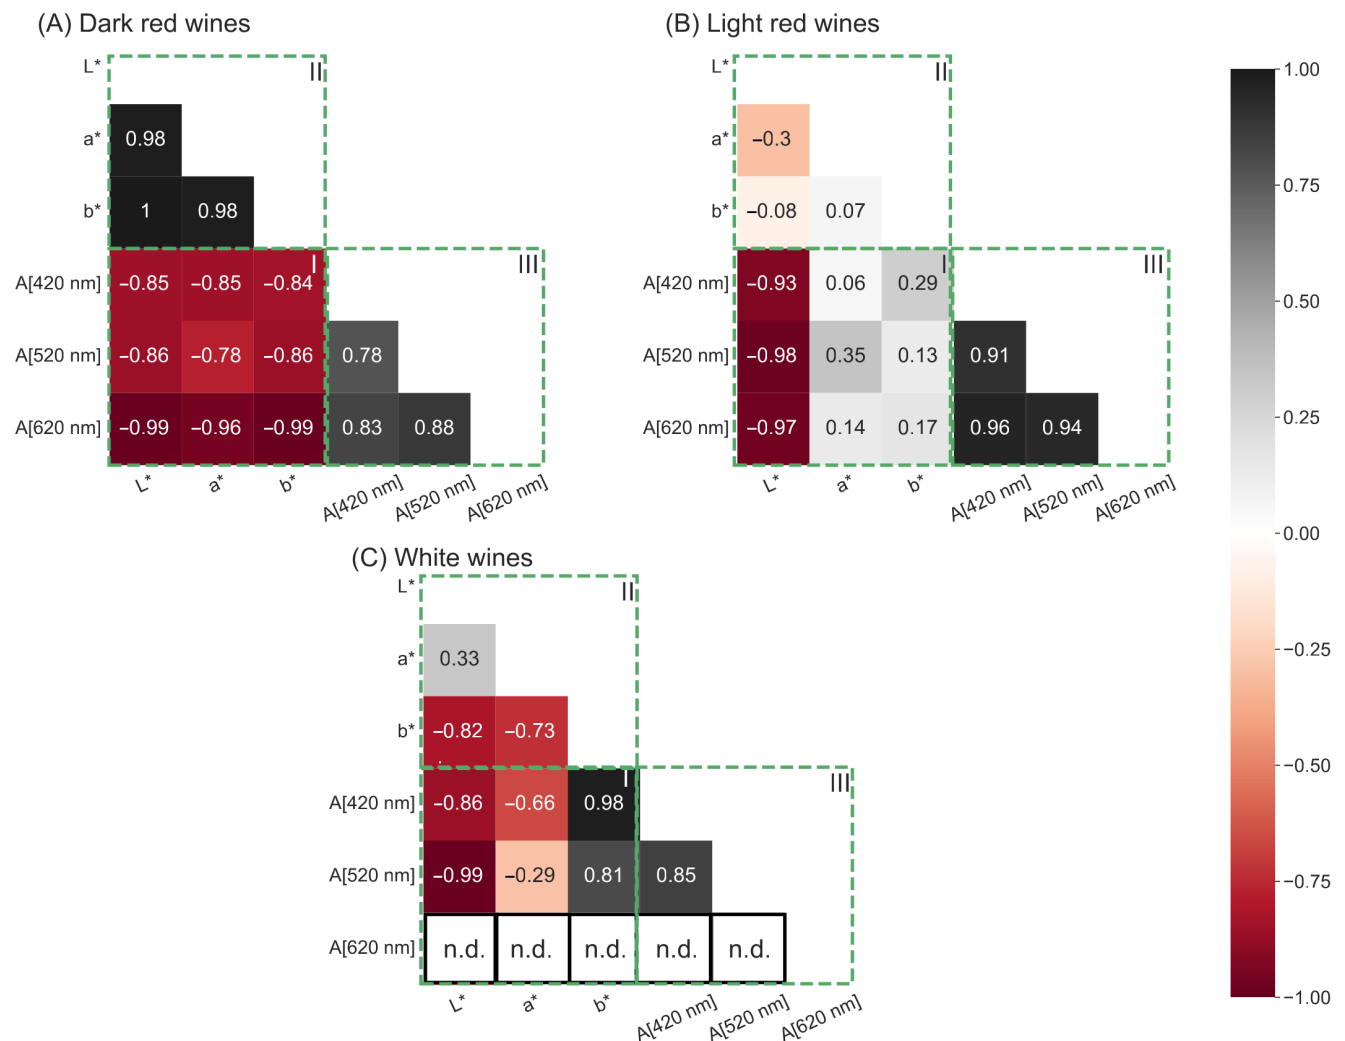 (A) Dark red wines
(B) Light red wines
L*
II
L*
II
1.00
a*
0.98
a*
−0.3
0.75
b*
1
0.98
b*
−0.08
0.07
I
III
I
III
A[420 nm]
−0.85
−0.85
−0.84
A[420 nm]
−0.93
0.06
0.29
0.50
A[520 nm]
−0.86
−0.78
−0.86
0.78
A[520 nm]
−0.98
0.35
0.13
0.91
0.25
A[620 nm]
−0.99
−0.96
−0.99
0.83
0.88
A[620 nm]
−0.97
0.14
0.17
0.96
0.94
L*
a*
b*
A[420 nm]
A[520 nm]
A[620 nm]
L*
a*
b*
A[420 nm]
A[520 nm]
A[620 nm]
0.00
(C) White wines
L*
II
−0.25
a*
0.33
b*
−0.82
−0.73
−0.50
I
III
A[420 nm]
−0.86
−0.66
0.98
A[520 nm]
−0.99
−0.29
0.81
0.85
−0.75
A[620 nm]
n.d.
n.d.
n.d.
n.d.
n.d.
−1.00
L*
a*
b*
A[420 nm]
A[520 nm]
A[620 nm]